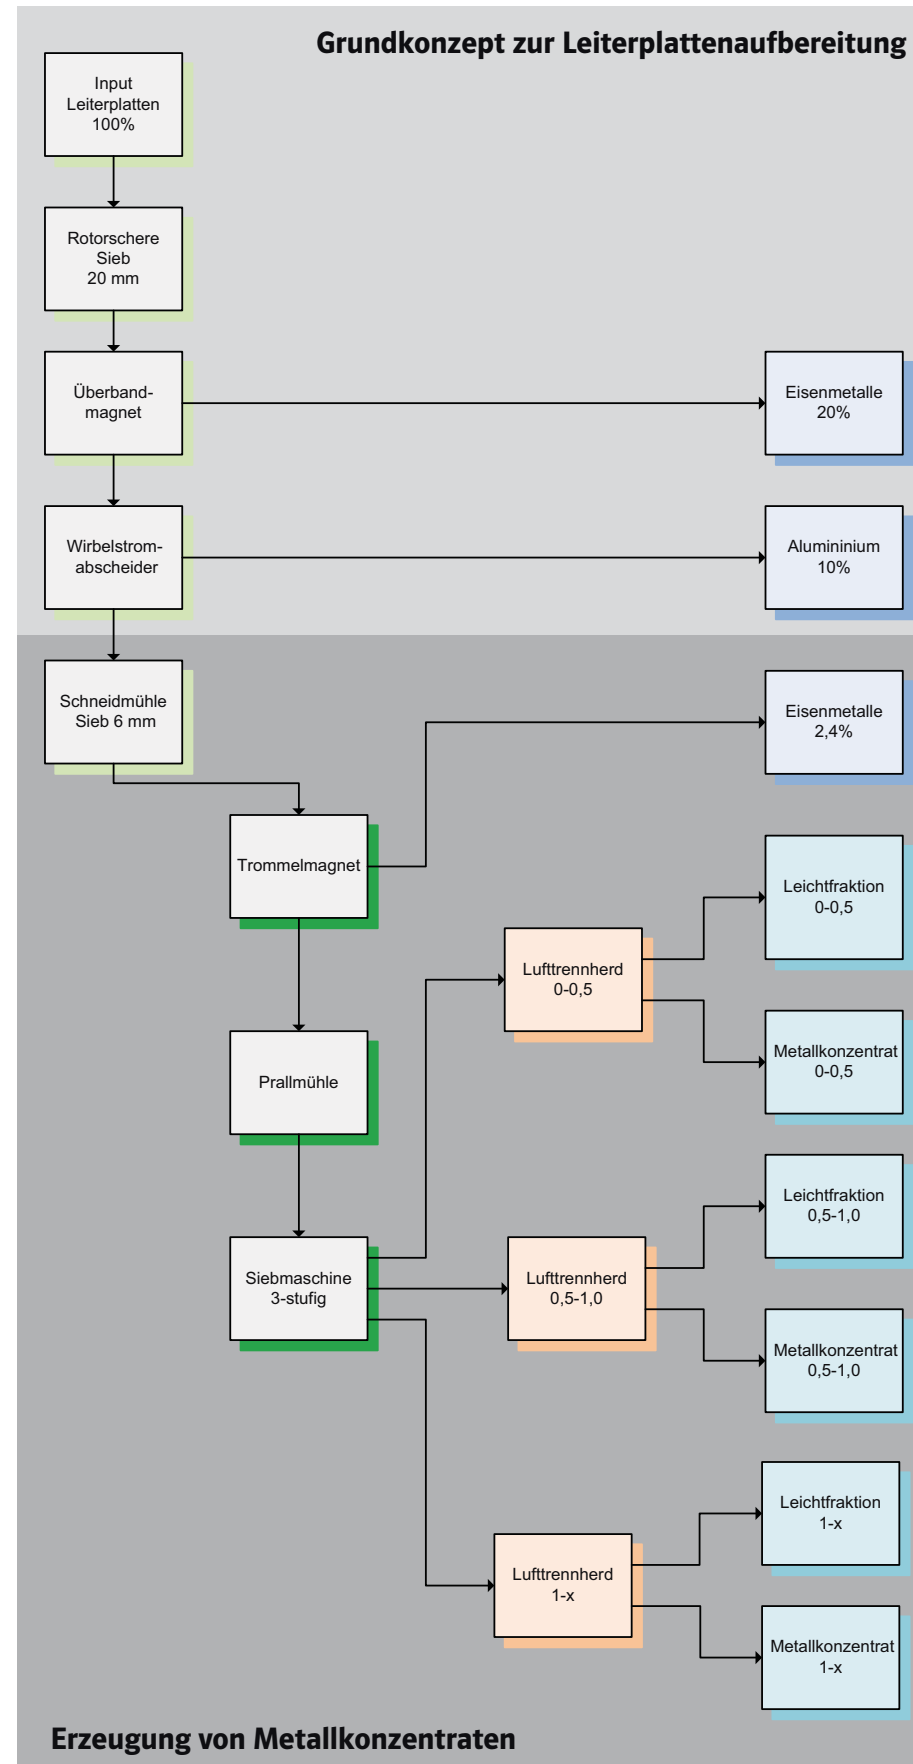 Grundkonzept zur Leiterplattenaufbereitung
Input
Leiterplatten
100%
Rotorschere
Sieb
20 mm
Überband-
magnet
Eisenmetalle
20%
Wirbelstrom-
abscheider
Alumininium
10%
Schneidmühle
Sieb 6 mm
Eisenmetalle
2,4%
Trommelmagnet
Leichtfraktion
0-0,5
Lufttrennherd
0-0,5
Metallkonzentrat
0-0,5
Prallmühle
Leichtfraktion
0,5-1,0
Siebmaschine
3-stufig
Lufttrennherd
0,5-1,0
Metallkonzentrat
0,5-1,0
Leichtfraktion
1-x
Lufttrennherd
1-x
Metallkonzentrat
1-x
Erzeugung von Metallkonzentraten